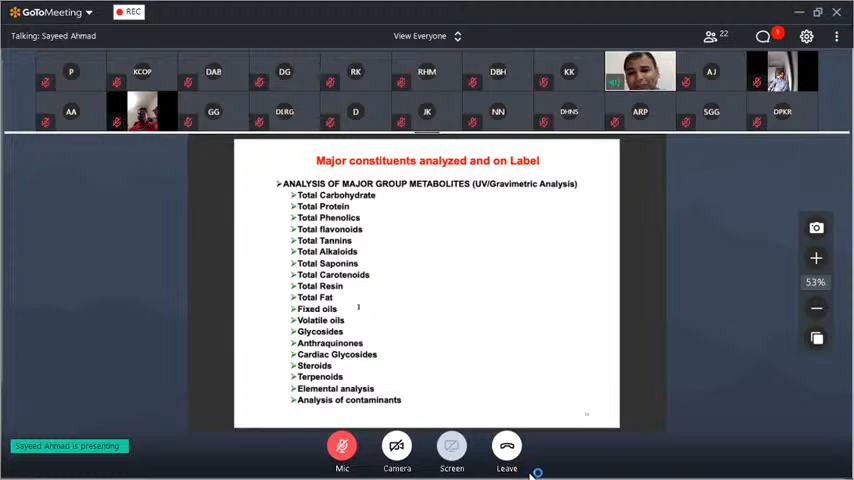 GoToMeeting
REC
Talking: Sayeed Ahmad
View Everyone
22
1
P
KCOP
DAB
DG
RK
RHM
DBH
KK
AJ
AA
GG
DLRG
D
JK
NN
DHNS
ARP
SGG
DPKR
Major constituents analyzed and on Label
ANALYSIS OF MAJOR GROUP METABOLITES (UV/Gravimetric Analysis)
Total Carbohydrate
Total Protein
Total Phenolics
Total flavonoids
Total Tannins
Total Alkaloids
Total Saponins
Total Carotenoids
Total Resin
Total Fat
Fixed oils
Volatile oils
Glycosides
Anthraquinones
Cardiac Glycosides
Steroids
Terpenoids
Elemental analysis
Analysis of contaminants
53%
Sayeed Ahmad is presenting
Mic
Camera
Screen
Leave